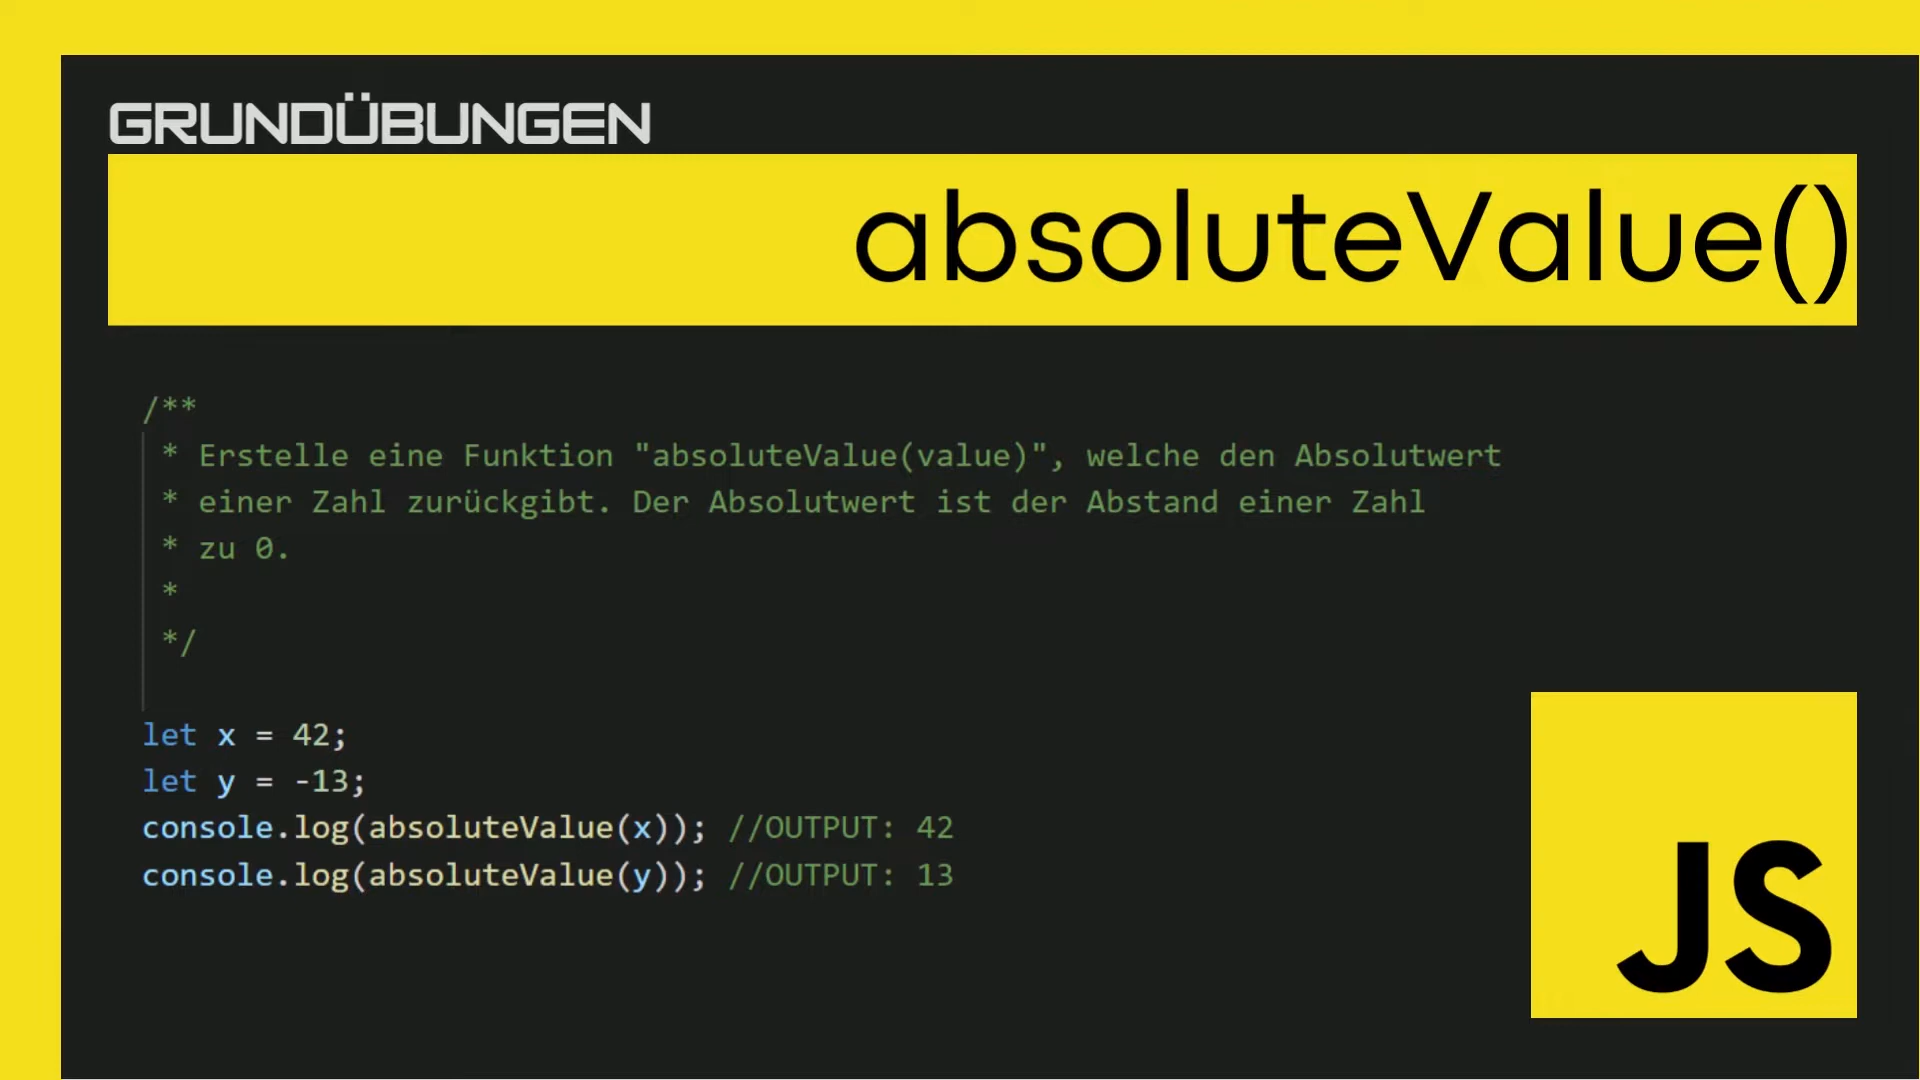 GRUNDÜBUNGEN
absoluteValue()
/**
* Erstelle eine Funktion "absoluteValue(value)", welche den Absolutwert
* einer Zahl zurückgibt. Der Absolutwert ist der Abstand einer Zahl
* zu 0.
*
*/
let x = 42;
let y = -13;
console.log(absoluteValue(x)); //OUTPUT: 42
console.log(absoluteValue(y)); //OUTPUT: 13
JS